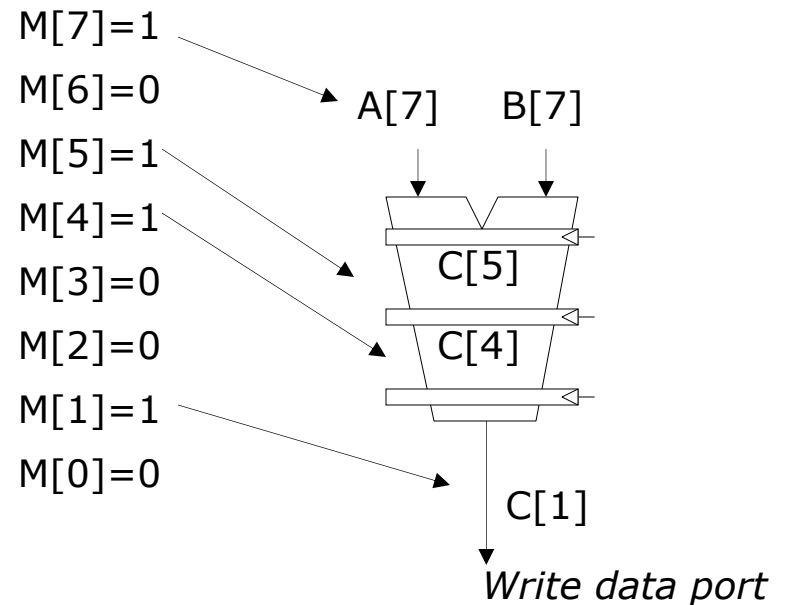 M[7]=1
M[6]=0
A[7] B[7]
M[5]=1
M[4]=1
C[5]
M[3]=0
M[2]=0
C[4]
M[1]=1
M[0]=0
C[1]
Write data port